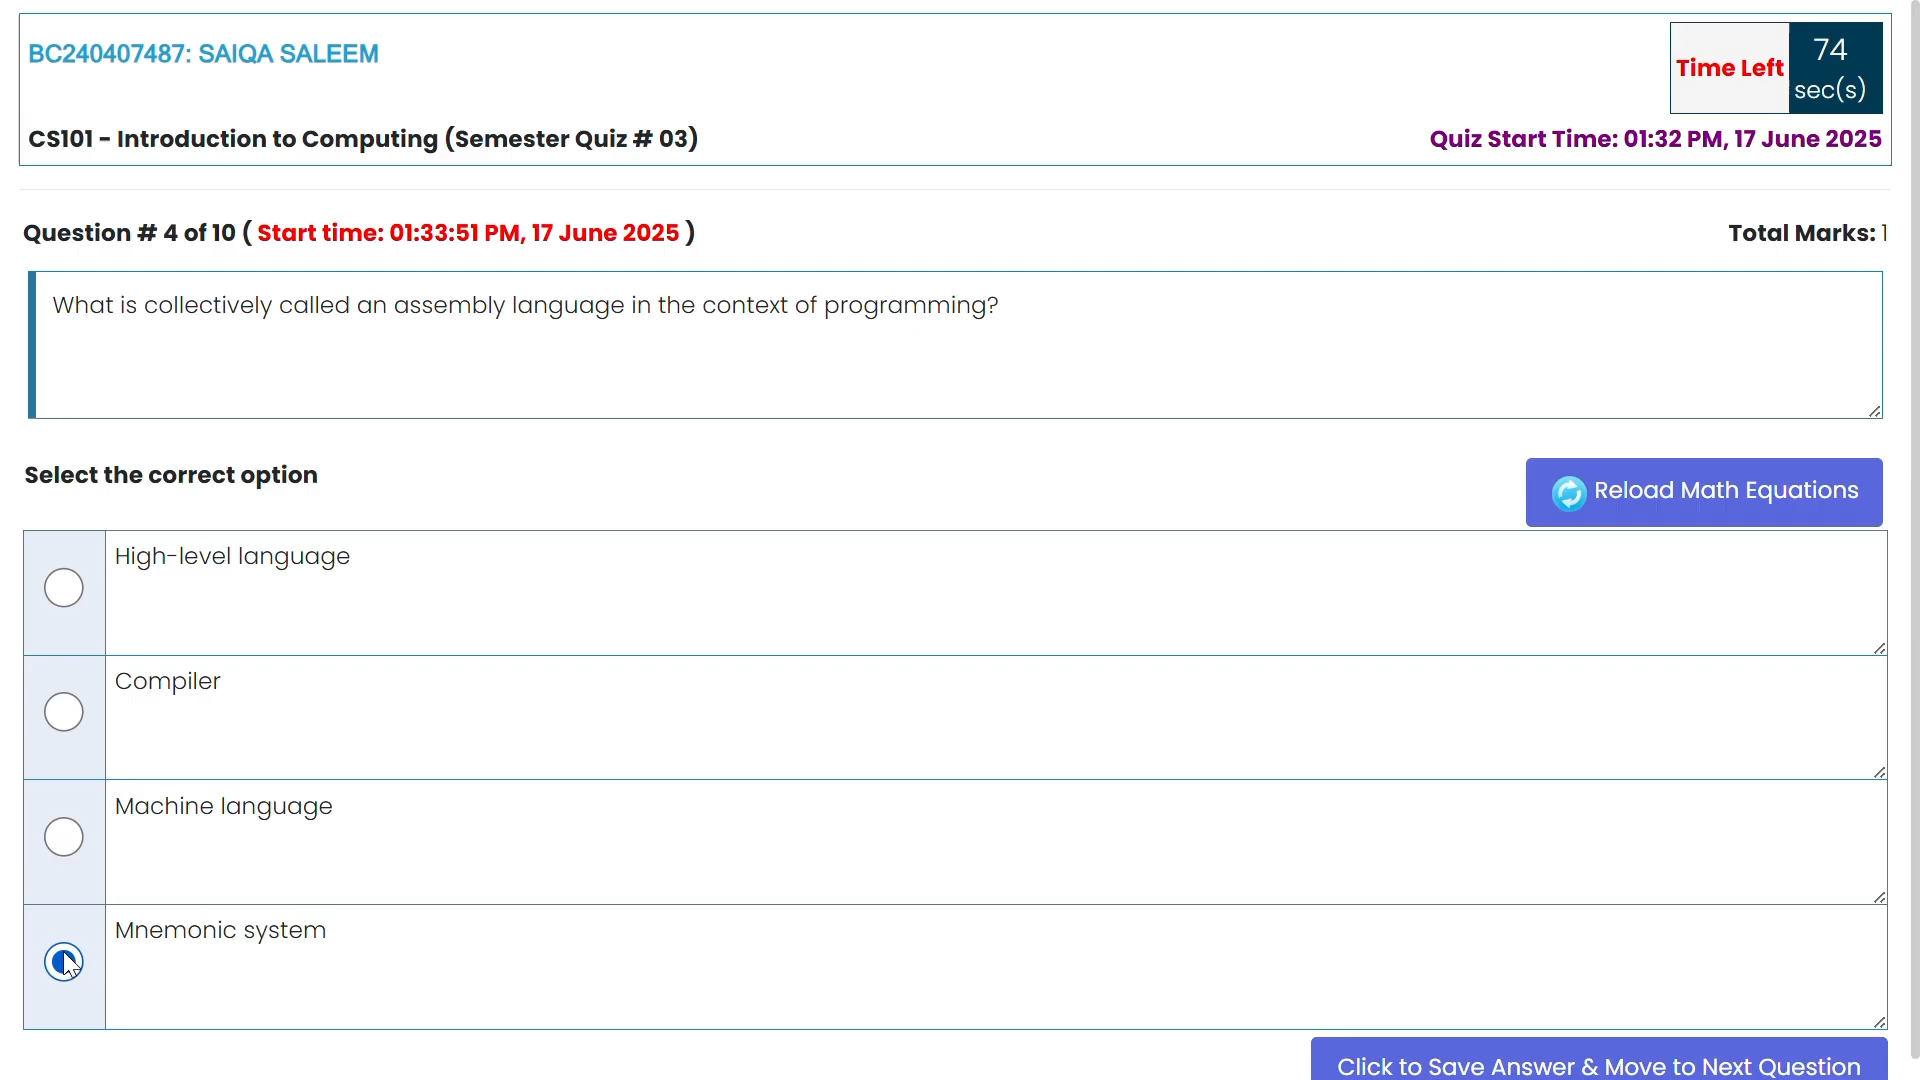 BC240407487: SAIQA SALEEM
Time Left
74
sec(s)
CS101 - Introduction to Computing (Semester Quiz # 03)
Quiz Start Time: 01:32 PM, 17 June 2025
Question # 4 of 10 ( Start time: 01:33:51 PM, 17 June 2025 )
Total Marks: 1
What is collectively called an assembly language in the context of programming?
Select the correct option
Reload Math Equations
High-level language
Compiler
Machine language
Mnemonic system
Click to Save Answer & Move to Next Question